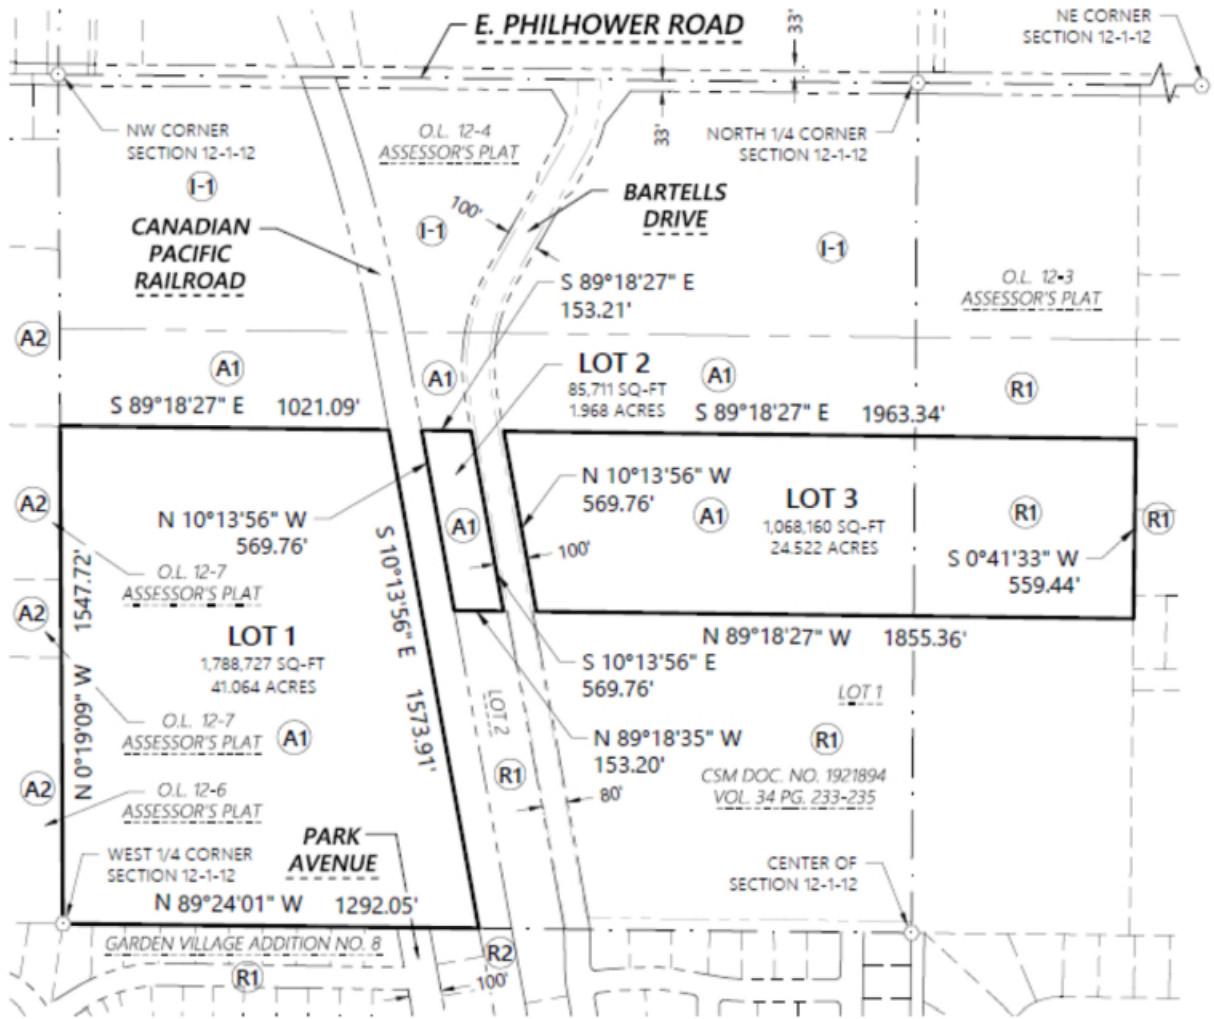 E. PHILHOWER ROAD
33'
NE CORNER
SECTION 12-1-12
NW CORNER
SECTION 12-1-12
O.L. 12-4
ASSESSOR'S PLAT
33'
NORTH 1/4 CORNER
SECTION 12-1-12
I-1
CANADIAN
PACIFIC
RAILROAD
100'
I-1
BARTELLS
DRIVE
I-1
S 89°18'27" E
153.21'
O.L. 12-3
ASSESSOR'S PLAT
A2
A1
A1
LOT 2
85,711 SQ-FT
1.968 ACRES
A1
R1
S 89°18'27" E 1021.09'
S 89°18'27" E 1963.34'
A2
N 10°13'56" W
569.76'
A1
N 10°13'56" W
569.76'
A1
LOT 3
1,068,160 SQ-FT
24.522 ACRES
R1
R1
100'
S 0°41'33" W
559.44'
O.L. 12-7
ASSESSOR'S PLAT
A2
N 0°19'09" W 1547.72'
S 10°13'56" E 1573.91'
LOT 1
1,788,727 SQ-FT
41.064 ACRES
N 89°18'27" W 1855.36'
S 10°13'56" E
569.76'
LOT 2
LOT 1
O.L. 12-7
ASSESSOR'S PLAT
A1
N 89°18'35" W
153.20'
R1
R1
CSM DOC. NO. 1921894
VOL. 34 PG. 233-235
A2
O.L. 12-6
ASSESSOR'S PLAT
80'
PARK
AVENUE
WEST 1/4 CORNER
SECTION 12-1-12
CENTER OF
SECTION 12-1-12
N 89°24'01" W 1292.05'
GARDEN VILLAGE ADDITION NO. 8
R1
R2
100'